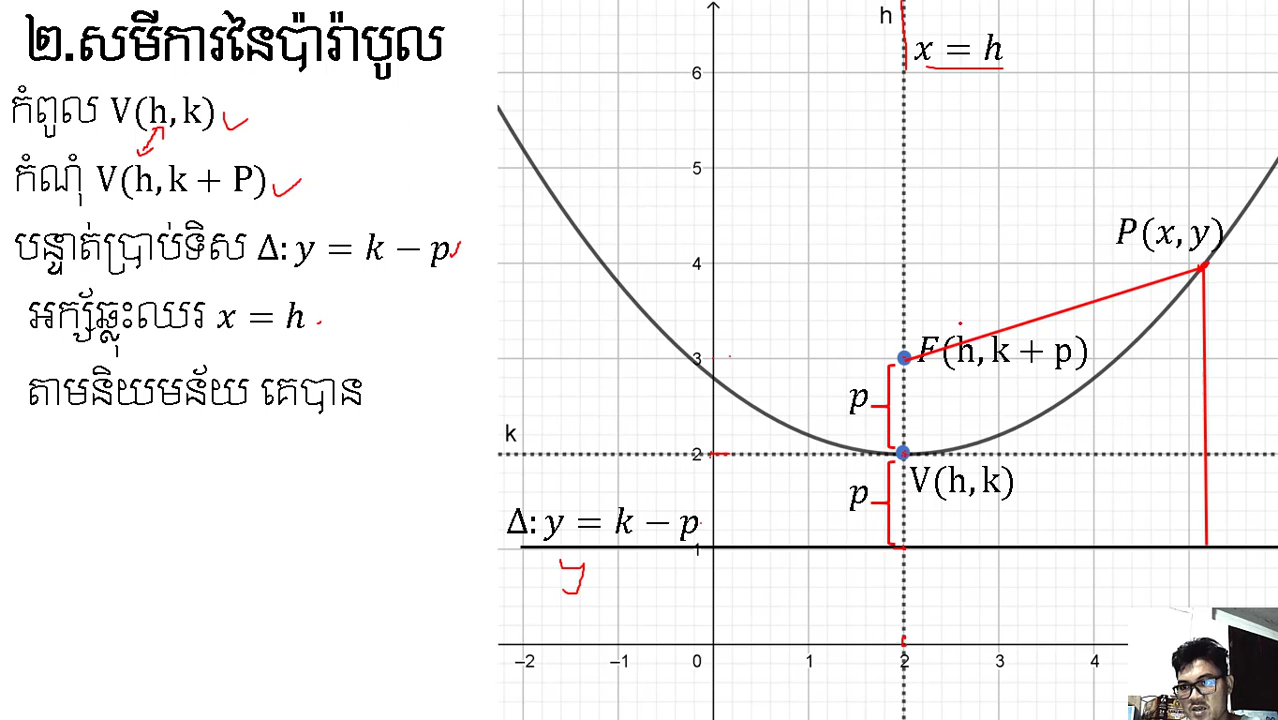 ២.សមីការនៃប៉ារ៉ាបូល
កំពូល V(h,k)
កំណុំ V(h,k + P)
បន្ទាត់ប្រាប់ទិស Δ: y = k − p
អក្ស័ឆ្លុះឈរ x = h
តាមនិយមន័យ គេបាន
h
x = h
6
5
P(x, y)
4
3
F(h, k + p)
p
k
2
V(h,k)
p
Δ: y = k − p
1
y
−2 −1 0 1 2 3 4